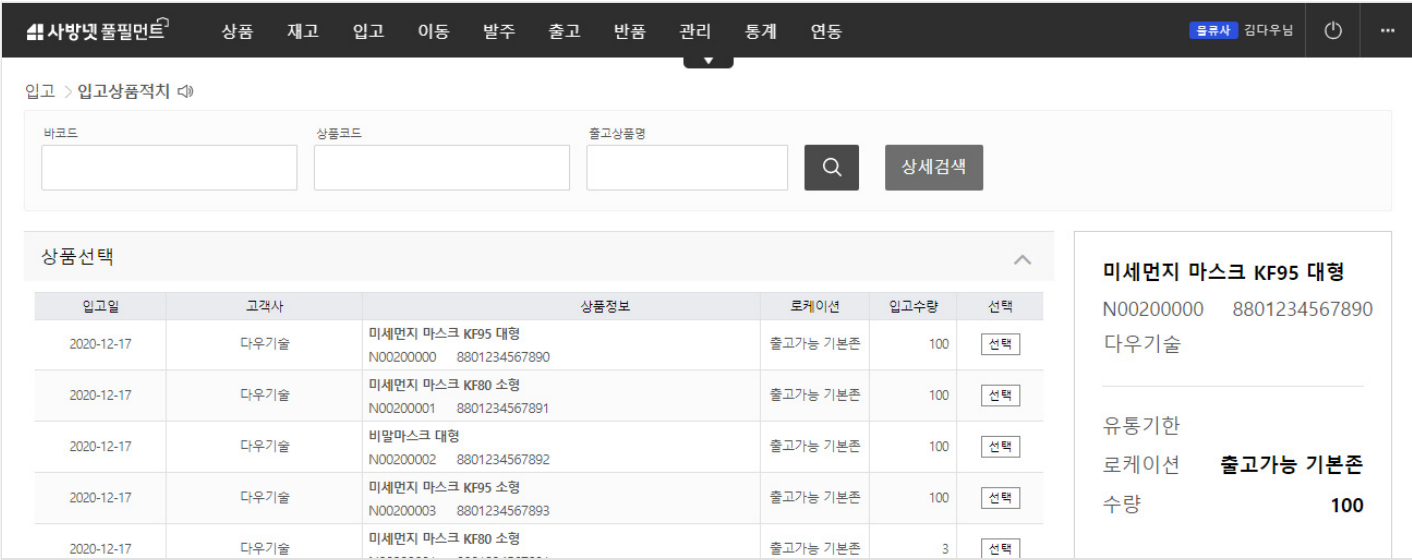 사방넷 풀필먼트 상품 재고 입고 이동 발주 출고 반품 관리 통계 연동 물류사 김다우님 ···
입고 > 입고상품적치
바코드 상품코드 출고상품명
상세검색
상품선택
입고일 고객사 상품정보 로케이션 입고수량 선택
2020-12-17 다우기술 미세먼지 마스크 KF95 대형 출고가능 기본존 100 선택
N00200000 8801234567890
2020-12-17 다우기술 미세먼지 마스크 KF80 소형 출고가능 기본존 100 선택
N00200001 8801234567891
2020-12-17 다우기술 비말마스크 대형 출고가능 기본존 100 선택
N00200002 8801234567892
2020-12-17 다우기술 미세먼지 마스크 KF95 소형 출고가능 기본존 100 선택
N00200003 8801234567893
2020-12-17 다우기술 미세먼지 마스크 KF80 소형 출고가능 기본존 3 선택
미세먼지 마스크 KF95 대형
N00200000 8801234567890
다우기술
유통기한
로케이션 출고가능 기본존
수량 100